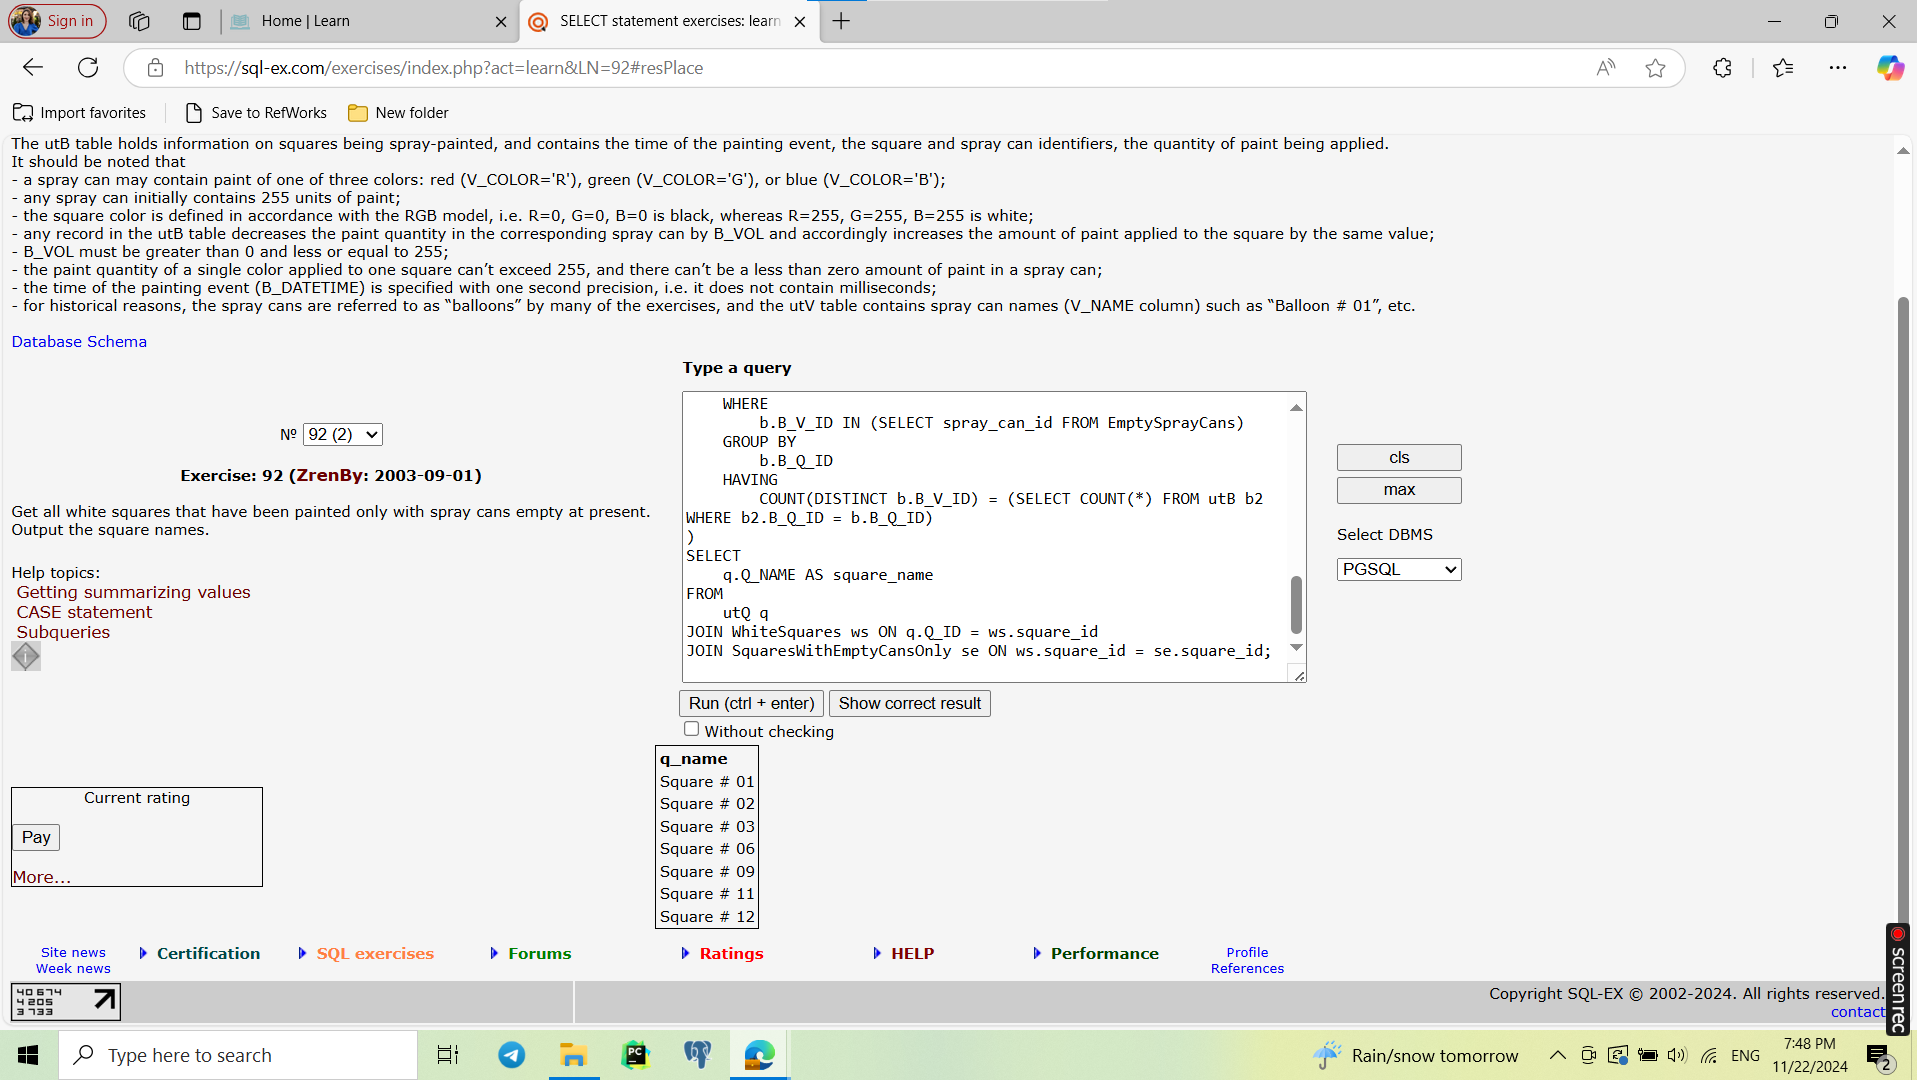 Sign in
Home | Learn
SELECT statement exercises: learn
https://sql-ex.com/exercises/index.php?act=learn&LN=92#resPlace
Import favorites
Save to RefWorks
New folder
The utB table holds information on squares being spray-painted, and contains the time of the painting event, the square and spray can identifiers, the quantity of paint being applied.
It should be noted that
- a spray can may contain paint of one of three colors: red (V_COLOR='R'), green (V_COLOR='G'), or blue (V_COLOR='B');
- any spray can initially contains 255 units of paint;
- the square color is defined in accordance with the RGB model, i.e. R=0, G=0, B=0 is black, whereas R=255, G=255, B=255 is white;
- any record in the utB table decreases the paint quantity in the corresponding spray can by B_VOL and accordingly increases the amount of paint applied to the square by the same value;
- B_VOL must be greater than 0 and less or equal to 255;
- the paint quantity of a single color applied to one square can’t exceed 255, and there can’t be a less than zero amount of paint in a spray can;
- the time of the painting event (B_DATETIME) is specified with one second precision, i.e. it does not contain milliseconds;
- for historical reasons, the spray cans are referred to as “balloons” by many of the exercises, and the utV table contains spray can names (V_NAME column) such as “Balloon # 01”, etc.
Database Schema
Type a query
№ 92 (2)
Exercise: 92 (ZrenBy: 2003-09-01)
Get all white squares that have been painted only with spray cans empty at present.
Output the square names.
Help topics:
Getting summarizing values
CASE statement
Subqueries
WHERE
b.B_V_ID IN (SELECT spray_can_id FROM EmptySprayCans)
GROUP BY
b.B_Q_ID
HAVING
COUNT(DISTINCT b.B_V_ID) = (SELECT COUNT(*) FROM utB b2
WHERE b2.B_Q_ID = b.B_Q_ID)
)
SELECT
q.Q_NAME AS square_name
FROM
utQ q
JOIN WhiteSquares ws ON q.Q_ID = ws.square_id
JOIN SquaresWithEmptyCansOnly se ON ws.square_id = se.square_id;
cls
max
Select DBMS
PGSQL
Run (ctrl + enter)
Show correct result
Without checking
q_name
Square # 01
Square # 02
Square # 03
Square # 06
Square # 09
Square # 11
Square # 12
Current rating
Pay
More...
Site news
Week news
Certification
SQL exercises
Forums
Ratings
HELP
Performance
Profile
References
40 674
4 205
3 733
Copyright SQL-EX © 2002-2024. All rights reserved.
contact
screen rec
Type here to search
PC
Rain/snow tomorrow
ENG
7:48 PM
11/22/2024
2